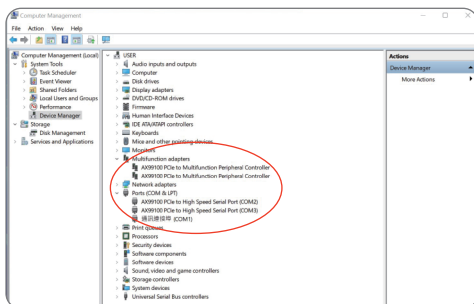 Computer Management
File Action View Help
Computer Management (Local)
System Tools
Task Scheduler
Event Viewer
Shared Folders
Local Users and Groups
Performance
Device Manager
Storage
Disk Management
Services and Applications
USER
Audio inputs and outputs
Computer
Disk drives
Display adapters
DVD/CD-ROM drives
Firmware
Human Interface Devices
IDE ATA/ATAPI controllers
Keyboards
Mice and other pointing devices
Monitors
Multifunction adapters
AX99100 PCIe to Multifunction Peripheral Controller
AX99100 PCIe to Multifunction Peripheral Controller
Network adapters
Ports (COM & LPT)
AX99100 PCIe to High Speed Serial Port (COM2)
AX99100 PCIe to High Speed Serial Port (COM3)
通訊連接埠 (COM1)
Print queues
Processors
Security devices
Software components
Software devices
Sound, video and game controllers
Storage controllers
System devices
Universal Serial Bus controllers
Actions
Device Manager
More Actions